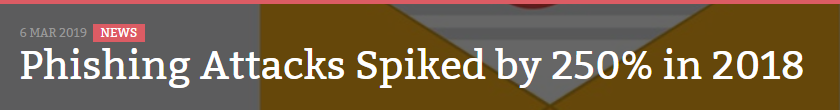 6 MAR 2019 NEWS
Phishing Attacks Spiked by 250% in 2018